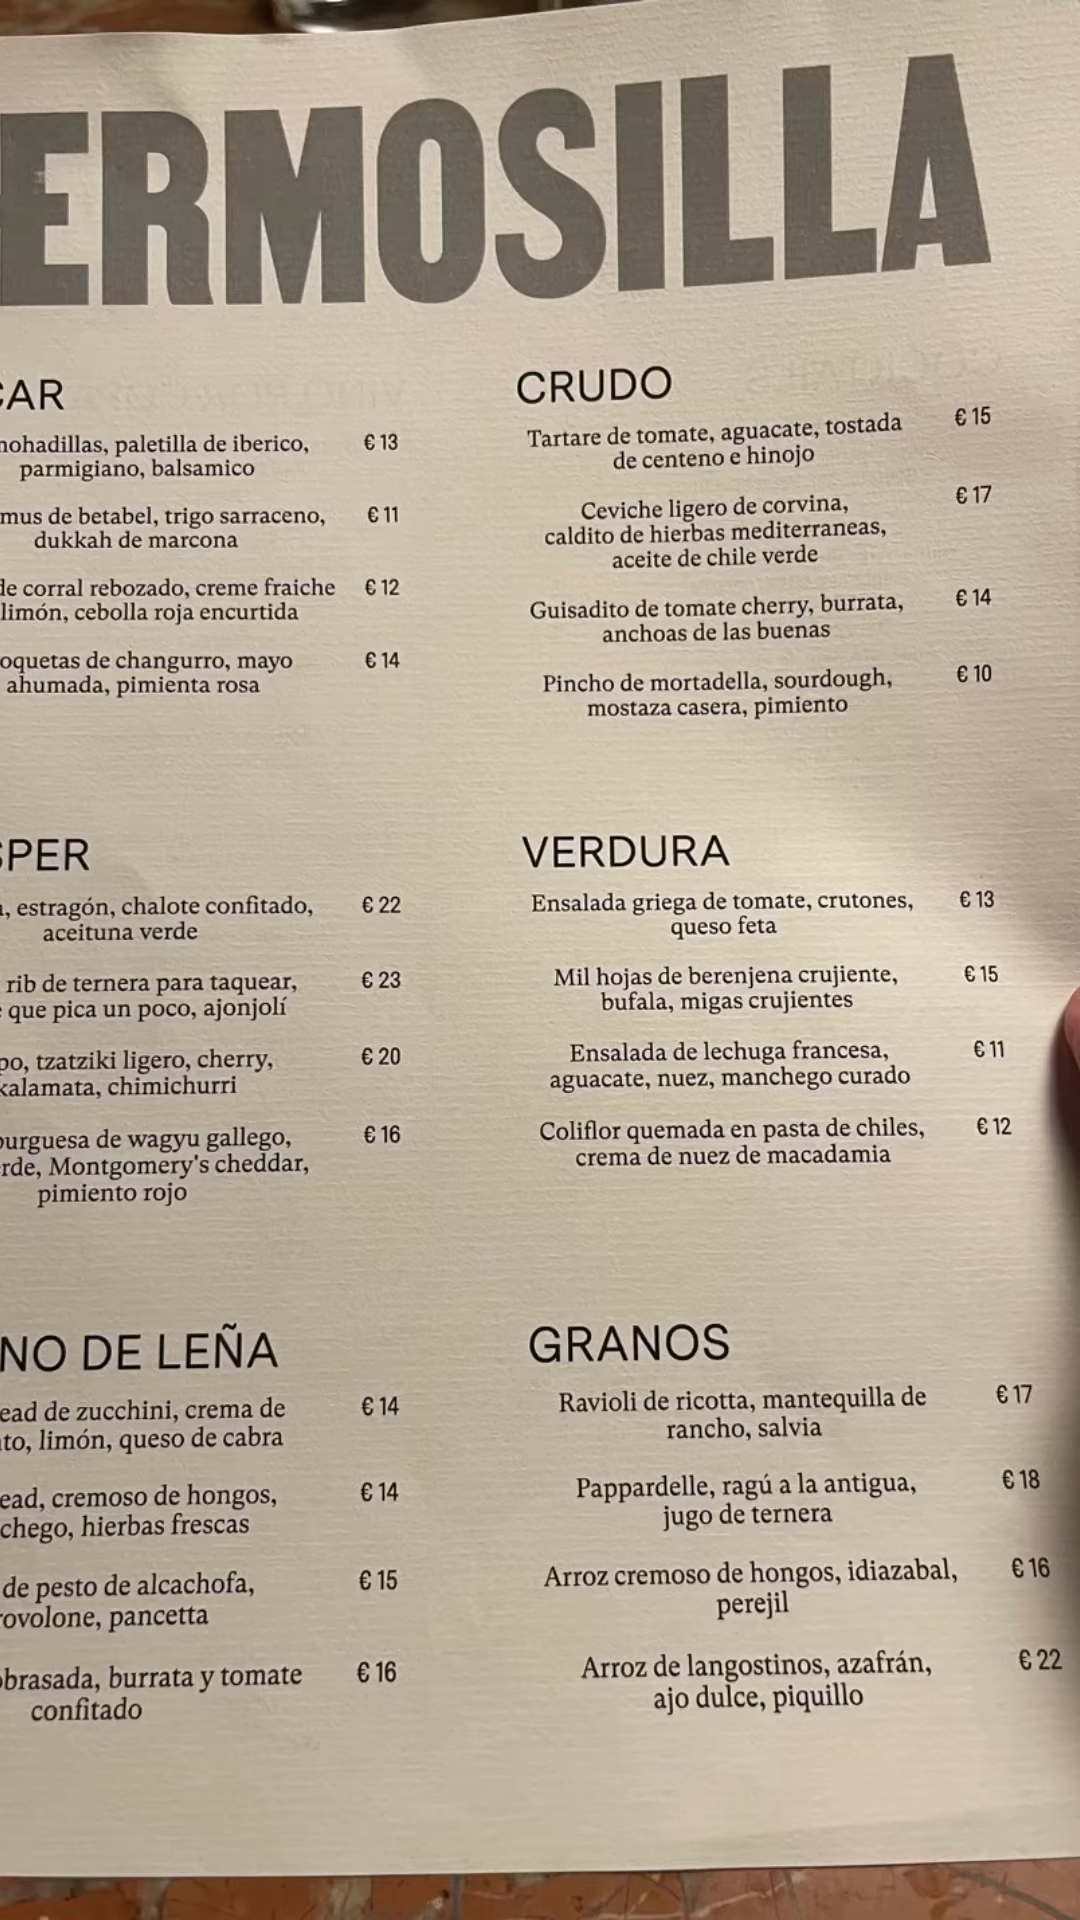 ERMOSILLA
CAR
nohadillas, paletilla de iberico, € 13
parmigiano, balsamico
mus de betabel, trigo sarraceno, € 11
dukkah de marcona
de corral rebozado, creme fraiche € 12
limón, cebolla roja encurtida
oquetas de changurro, mayo € 14
ahumada, pimienta rosa
CRUDO
Tartare de tomate, aguacate, tostada € 15
de centeno e hinojo
Ceviche ligero de corvina, € 17
caldito de hierbas mediterraneas,
aceite de chile verde
Guisadito de tomate cherry, burrata, € 14
anchoas de las buenas
Pincho de mortadella, sourdough, € 10
mostaza casera, pimiento
SPER
, estragón, chalote confitado, € 22
aceituna verde
rib de ternera para taquear, € 23
que pica un poco, ajonjolí
po, tzatziki ligero, cherry, € 20
kalamata, chimichurri
burguesa de wagyu gallego, € 16
rde, Montgomery's cheddar,
pimiento rojo
VERDURA
Ensalada griega de tomate, crutones, € 13
queso feta
Mil hojas de berenjena crujiente, € 15
bufala, migas crujientes
Ensalada de lechuga francesa, € 11
aguacate, nuez, manchego curado
Coliflor quemada en pasta de chiles, € 12
crema de nuez de macadamia
NO DE LEÑA
ead de zucchini, crema de € 14
to, limón, queso de cabra
ead, cremoso de hongos, € 14
chego, hierbas frescas
de pesto de alcachofa, € 15
rovolone, pancetta
obrasada, burrata y tomate € 16
confitado
GRANOS
Ravioli de ricotta, mantequilla de € 17
rancho, salvia
Pappardelle, ragú a la antigua, € 18
jugo de ternera
Arroz cremoso de hongos, idiazabal, € 16
perejil
Arroz de langostinos, azafrán, € 22
ajo dulce, piquillo